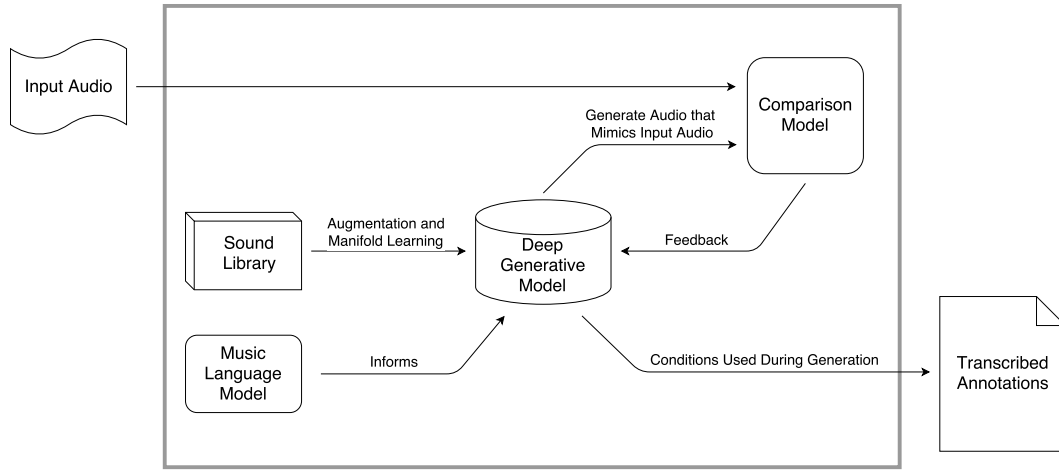 Input Audio
Comparison
Model
Generate Audio that
Mimics Input Audio
Sound
Library
Augmentation and
Manifold Learning
Deep
Generative
Model
Feedback
Music
Language
Model
Informs
Conditions Used During Generation
Transcribed
Annotations